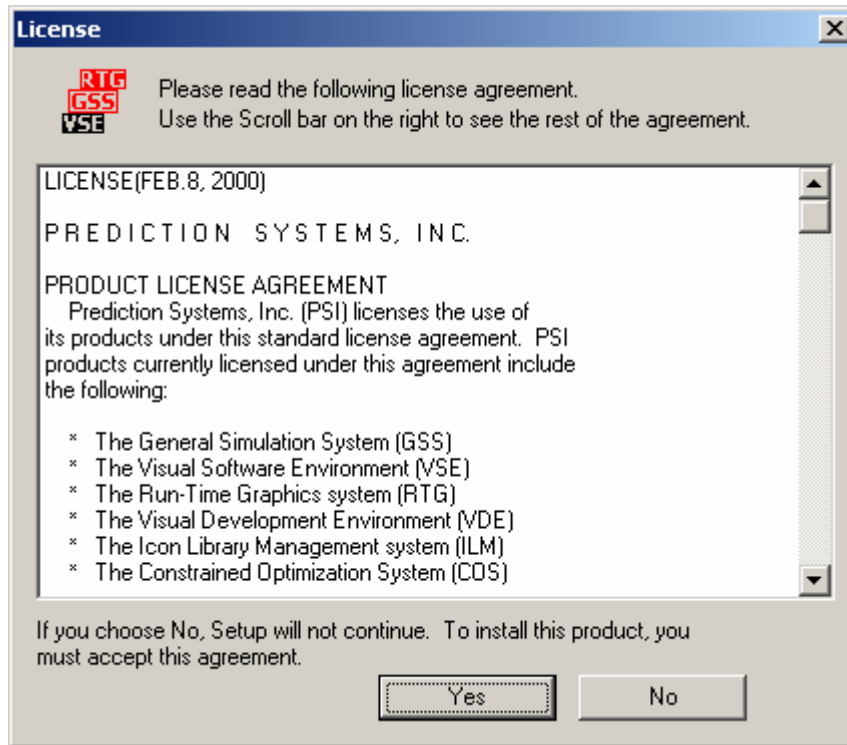 License
RTG
GSS
VSE
Please read the following license agreement.
Use the Scroll bar on the right to see the rest of the agreement.
LICENSE(FEB.8, 2000)
P R E D I C T I O N   S Y S T E M S,  I N C.
PRODUCT LICENSE AGREEMENT
Prediction Systems, Inc. (PSI) licenses the use of
its products under this standard license agreement.  PSI
products currently licensed under this agreement include
the following:
*  The General Simulation System (GSS)
*  The Visual Software Environment (VSE)
*  The Run-Time Graphics system (RTG)
*  The Visual Development Environment (VDE)
*  The Icon Library Management system (ILM)
*  The Constrained Optimization System (COS)
If you choose No, Setup will not continue.  To install this product, you
must accept this agreement.
Yes
No